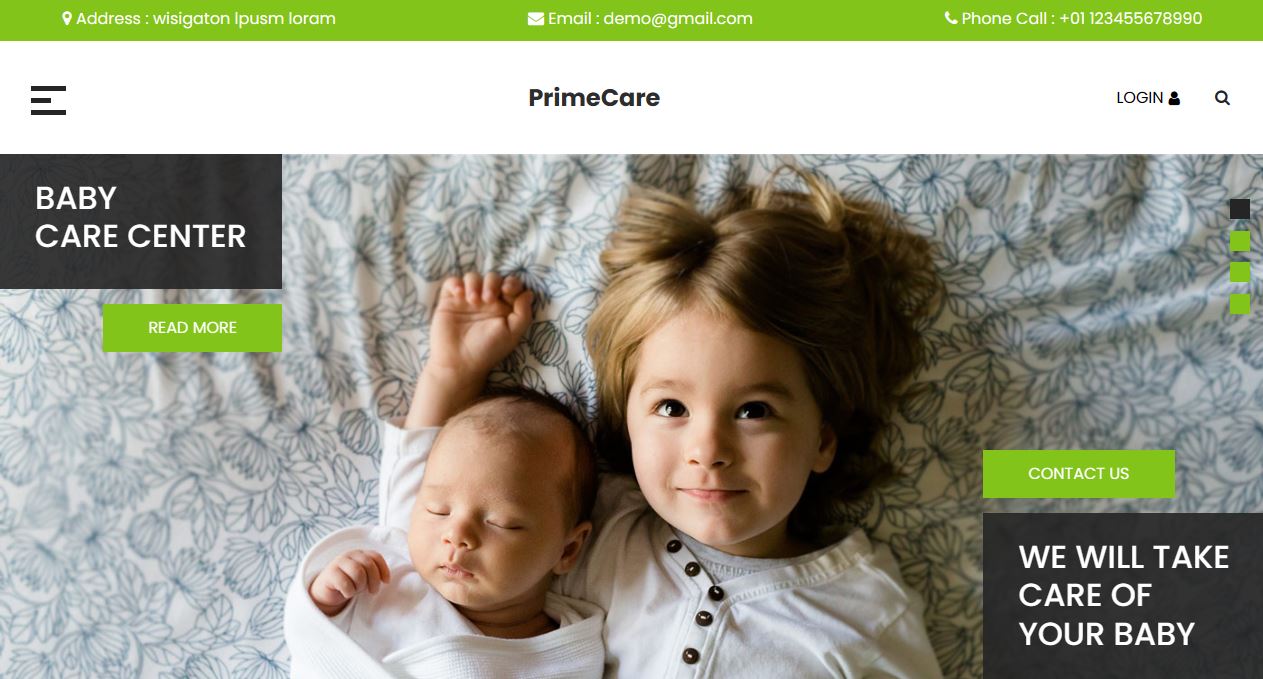 Address : wisigaton lpusm loram
Email : demo@gmail.com
Phone Call : +01 123455678990
PrimeCare
LOGIN
BABY
CARE CENTER
READ MORE
CONTACT US
WE WILL TAKE
CARE OF
YOUR BABY